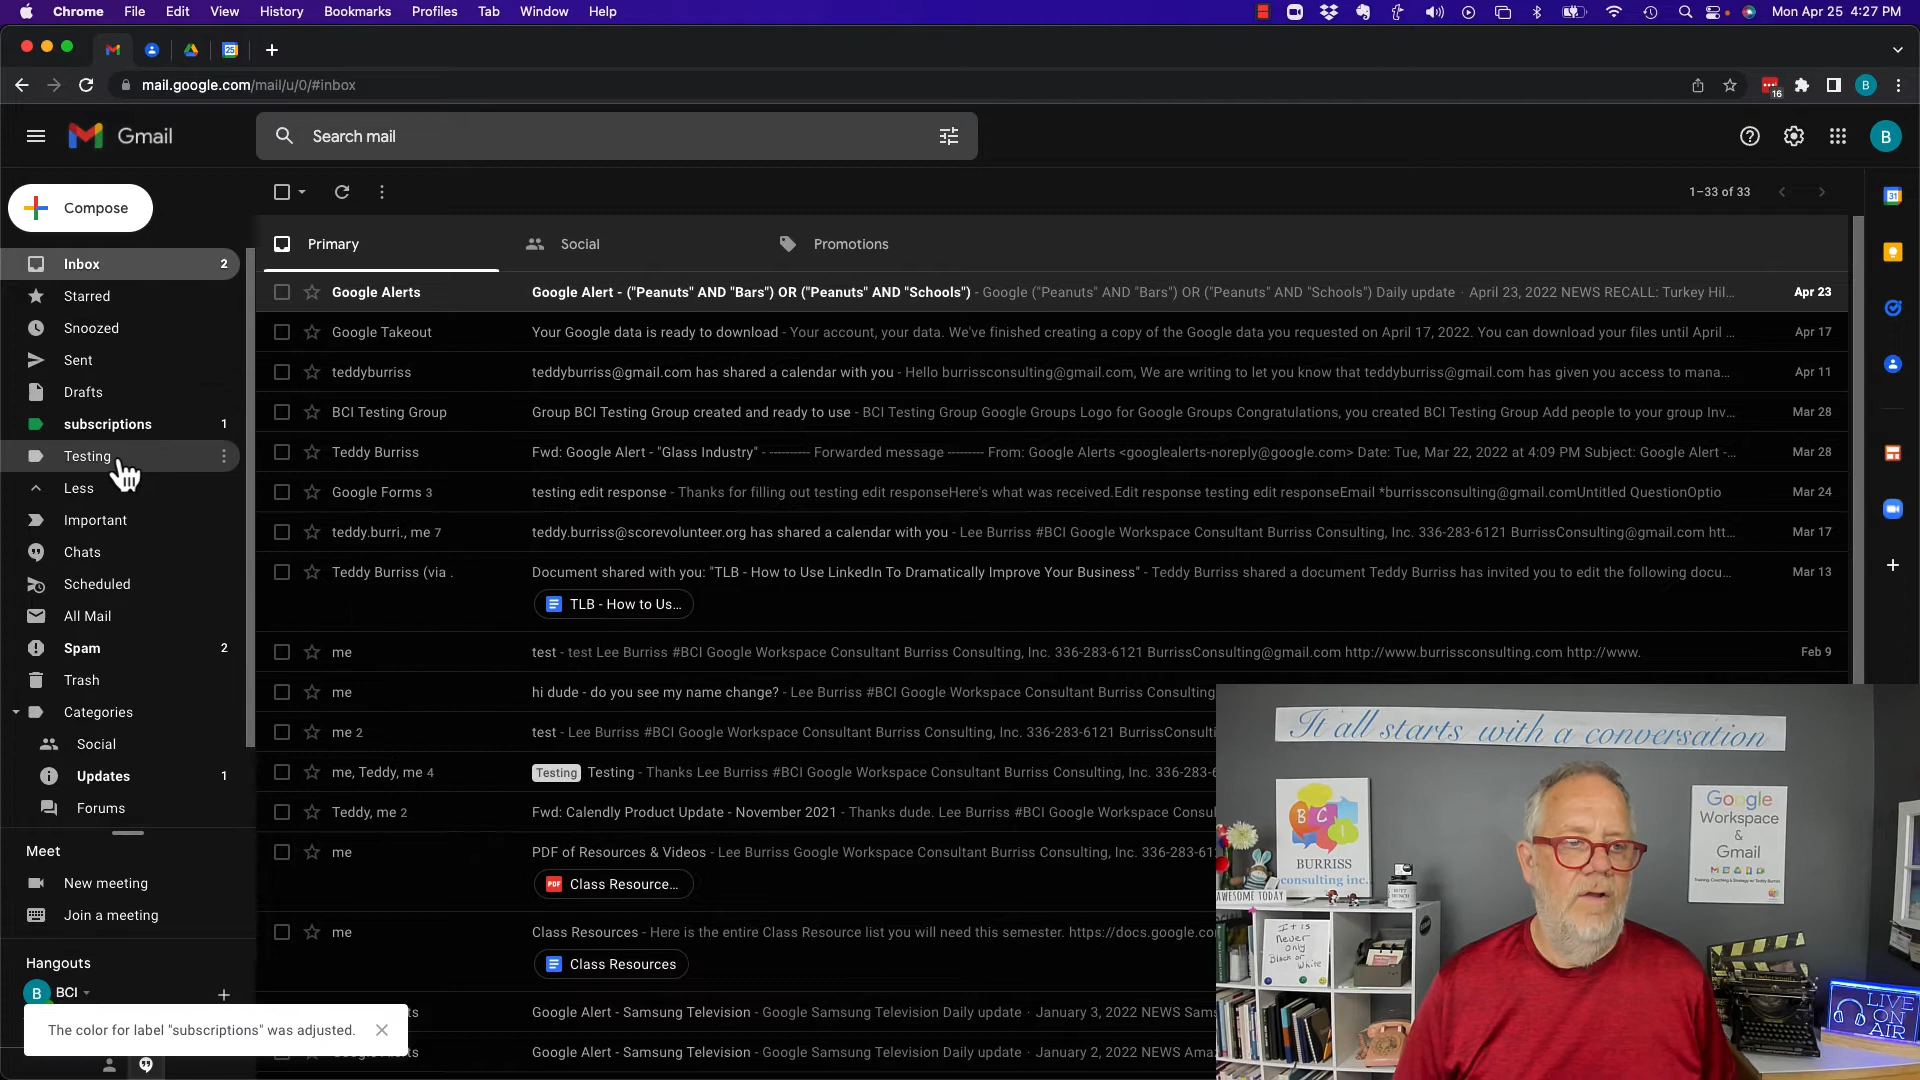 Chrome File Edit View History Bookmarks Profiles Tab Window Help Mon Apr 25 4:27 PM
25
mail.google.com/mail/u/0/#inbox 16 B
Gmail Search mail B
Compose 1–33 of 33
31
Primary Social Promotions
Inbox 2
Starred
Snoozed
Sent
Drafts
subscriptions 1
Testing
Less
Important
Chats
Scheduled
All Mail
Spam 2
Trash
Categories
Social
Updates 1
Forums
Meet
New meeting
Join a meeting
Hangouts
B BCI
The color for label "subscriptions" was adjusted.
Google Alerts Google Alert - ("Peanuts" AND "Bars") OR ("Peanuts" AND "Schools") - Google ("Peanuts" AND "Bars") OR ("Peanuts" AND "Schools") Daily update · April 23, 2022 NEWS RECALL: Turkey Hil... Apr 23
Google Takeout Your Google data is ready to download - Your account, your data. We've finished creating a copy of the Google data you requested on April 17, 2022. You can download your files until April ... Apr 17
teddyburriss teddyburriss@gmail.com has shared a calendar with you - Hello burrissconsulting@gmail.com, We are writing to let you know that teddyburriss@gmail.com has given you access to mana... Apr 11
BCI Testing Group Group BCI Testing Group created and ready to use - BCI Testing Group Google Groups Logo for Google Groups Congratulations, you created BCI Testing Group Add people to your group Inv... Mar 28
Teddy Burriss Fwd: Google Alert - "Glass Industry" - ---------- Forwarded message --------- From: Google Alerts <googlealerts-noreply@google.com> Date: Tue, Mar 22, 2022 at 4:09 PM Subject: Google Alert -... Mar 28
Google Forms 3 testing edit response - Thanks for filling out testing edit responseHere's what was received.Edit response testing edit responseEmail *burrissconsulting@gmail.comUntitled QuestionOptio Mar 24
teddy.burri., me 7 teddy.burriss@scorevolunteer.org has shared a calendar with you - Lee Burriss #BCI Google Workspace Consultant Burriss Consulting, Inc. 336-283-6121 BurrissConsulting@gmail.com htt... Mar 17
Teddy Burriss (via . Document shared with you: "TLB - How to Use LinkedIn To Dramatically Improve Your Business" - Teddy Burriss shared a document Teddy Burriss has invited you to edit the following docu... Mar 13
TLB - How to Us...
me test - test Lee Burriss #BCI Google Workspace Consultant Burriss Consulting, Inc. 336-283-6121 BurrissConsulting@gmail.com http://www.burrissconsulting.com http://www. Feb 9
me hi dude - do you see my name change? - Lee Burriss #BCI Google Workspace Consultant Burriss Consulting
me 2 test - Lee Burriss #BCI Google Workspace Consultant Burriss Consulting, Inc. 336-283-6121 BurrissConsul
me, Teddy, me 4 Testing Testing - Thanks Lee Burriss #BCI Google Workspace Consultant Burriss Consulting, Inc. 336-283-6
Teddy, me 2 Fwd: Calendly Product Update - November 2021 - Thanks dude. Lee Burriss #BCI Google Workspace Consul
me PDF of Resources & Videos - Lee Burriss Google Workspace Consultant Burriss Consulting, Inc. 336-283-61
PDF Class Resource...
me Class Resources - Here is the entire Class Resource list you will need this semester. https://docs.google.co
Class Resources
ts Google Alert - Samsung Television - Google Samsung Television Daily update · January 3, 2022 NEWS Sams
Google Alerts Google Alert - Samsung Television - Google Samsung Television Daily update · January 2, 2022 NEWS Ama
It all starts with a conversation
B C I
BURRISS
consulting inc.
Google
Workspace
&
Gmail
Training, Coaching & Strategy w/ Teddy Burriss
AWESOME TODAY
BUTT
It is
Never
Only
Black or
White
LIVE
ON
AIR